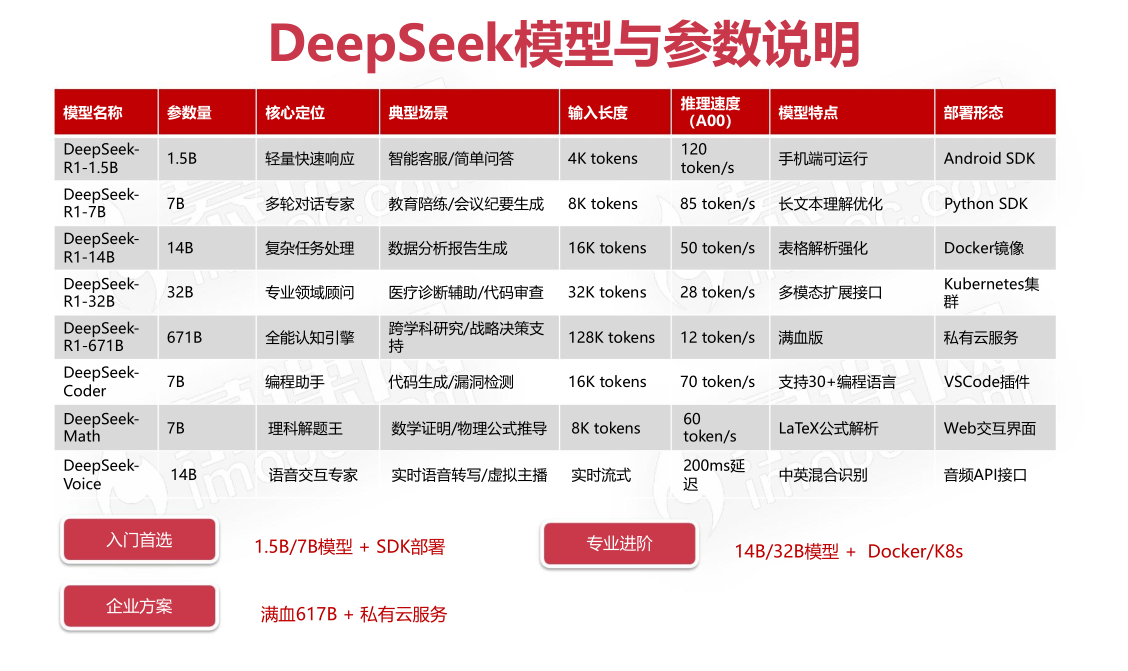 DeepSeek模型与参数说明
模型名称 参数量 核心定位 典型场景 输入长度 推理速度（A00） 模型特点 部署形态
DeepSeek-R1-1.5B 1.5B 轻量快速响应 智能客服/简单问答 4K tokens 120 token/s 手机端可运行 Android SDK
DeepSeek-R1-7B 7B 多轮对话专家 教育陪练/会议纪要生成 8K tokens 85 token/s 长文本理解优化 Python SDK
DeepSeek-R1-14B 14B 复杂任务处理 数据分析报告生成 16K tokens 50 token/s 表格解析强化 Docker镜像
DeepSeek-R1-32B 32B 专业领域顾问 医疗诊断辅助/代码审查 32K tokens 28 token/s 多模态扩展接口 Kubernetes集群
DeepSeek-R1-671B 671B 全能认知引擎 跨学科研究/战略决策支持 128K tokens 12 token/s 满血版 私有云服务
DeepSeek-Coder 7B 编程助手 代码生成/漏洞检测 16K tokens 70 token/s 支持30+编程语言 VSCode插件
DeepSeek-Math 7B 理科解题王 数学证明/物理公式推导 8K tokens 60 token/s LaTeX公式解析 Web交互界面
DeepSeek-Voice 14B 语音交互专家 实时语音转写/虚拟主播 实时流式 200ms延迟 中英混合识别 音频API接口
入门首选 1.5B/7B模型 + SDK部署 专业进阶 14B/32B模型 + Docker/K8s
企业方案 满血617B + 私有云服务